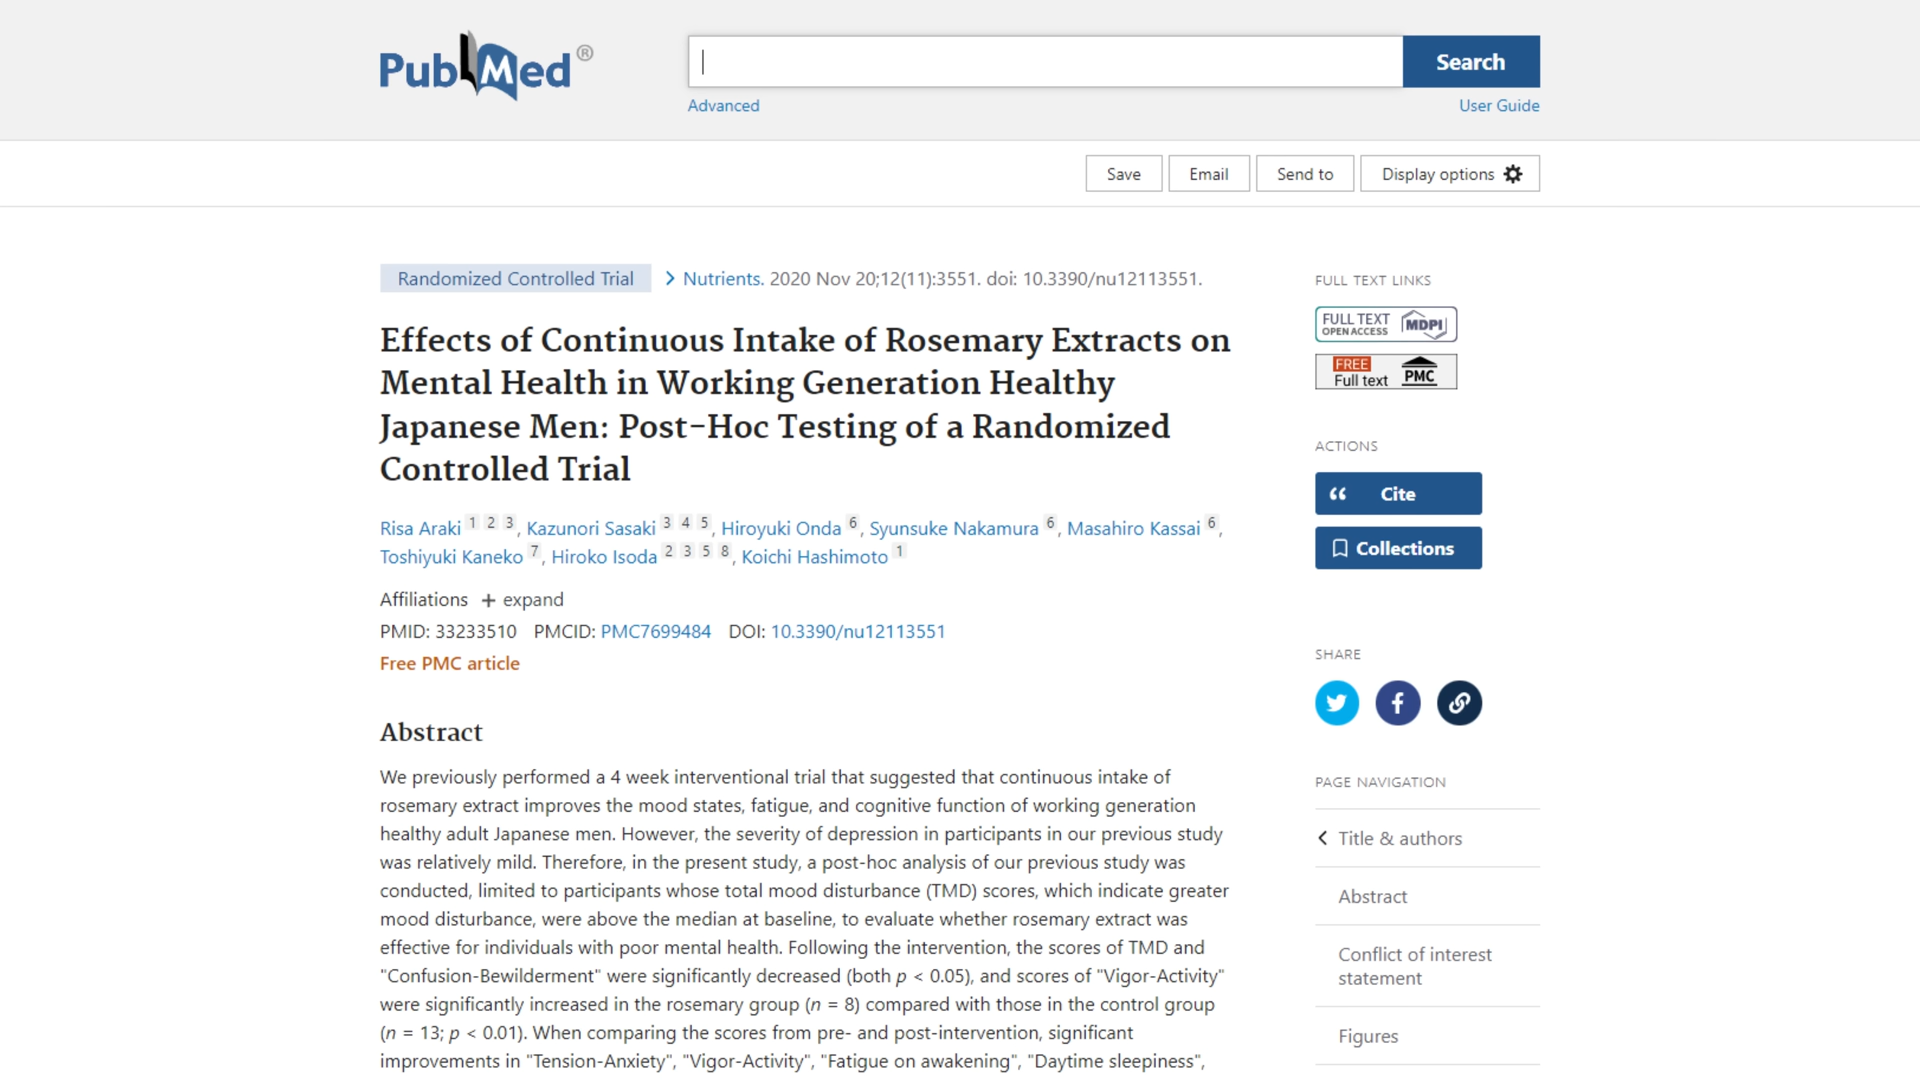 PubMed®
Search
Advanced
User Guide
Save
Email
Send to
Display options
Randomized Controlled Trial
Nutrients. 2020 Nov 20;12(11):3551. doi: 10.3390/nu12113551.
Effects of Continuous Intake of Rosemary Extracts on
Mental Health in Working Generation Healthy
Japanese Men: Post-Hoc Testing of a Randomized
Controlled Trial
Risa Araki 1 2 3, Kazunori Sasaki 3 4 5, Hiroyuki Onda 6, Syunsuke Nakamura 6, Masahiro Kassai 6,
Toshiyuki Kaneko 7, Hiroko Isoda 2 3 5 8, Koichi Hashimoto 1
Affiliations + expand
PMID: 33233510 PMCID: PMC7699484 DOI: 10.3390/nu12113551
Free PMC article
Abstract
We previously performed a 4 week interventional trial that suggested that continuous intake of
rosemary extract improves the mood states, fatigue, and cognitive function of working generation
healthy adult Japanese men. However, the severity of depression in participants in our previous study
was relatively mild. Therefore, in the present study, a post-hoc analysis of our previous study was
conducted, limited to participants whose total mood disturbance (TMD) scores, which indicate greater
mood disturbance, were above the median at baseline, to evaluate whether rosemary extract was
effective for individuals with poor mental health. Following the intervention, the scores of TMD and
"Confusion-Bewilderment" were significantly decreased (both p < 0.05), and scores of "Vigor-Activity"
were significantly increased in the rosemary group (n = 8) compared with those in the control group
(n = 13; p < 0.01). When comparing the scores from pre- and post-intervention, significant
improvements in "Tension-Anxiety", "Vigor-Activity", "Fatigue on awakening", "Daytime sleepiness",
FULL TEXT LINKS
FULL TEXT
OPEN ACCESS
MDPI
FREE
Full text
PMC
ACTIONS
Cite
Collections
SHARE
PAGE NAVIGATION
Title & authors
Abstract
Conflict of interest
statement
Figures